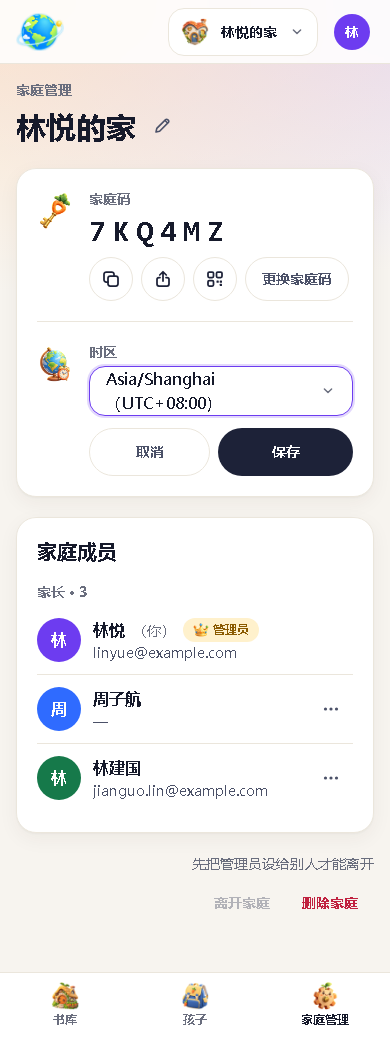 林悦的家
林
家庭管理
林悦的家
家庭码
7KQ4MZ
更换家庭码
时区
Asia/Shanghai
（UTC+08:00）
取消
保存
家庭成员
家长 • 3
林
林悦 （你） 管理员
linyue@example.com
周
周子航
—
林
林建国
jianguo.lin@example.com
先把管理员设给别人才能离开
离开家庭 删除家庭
书库 孩子 家庭管理